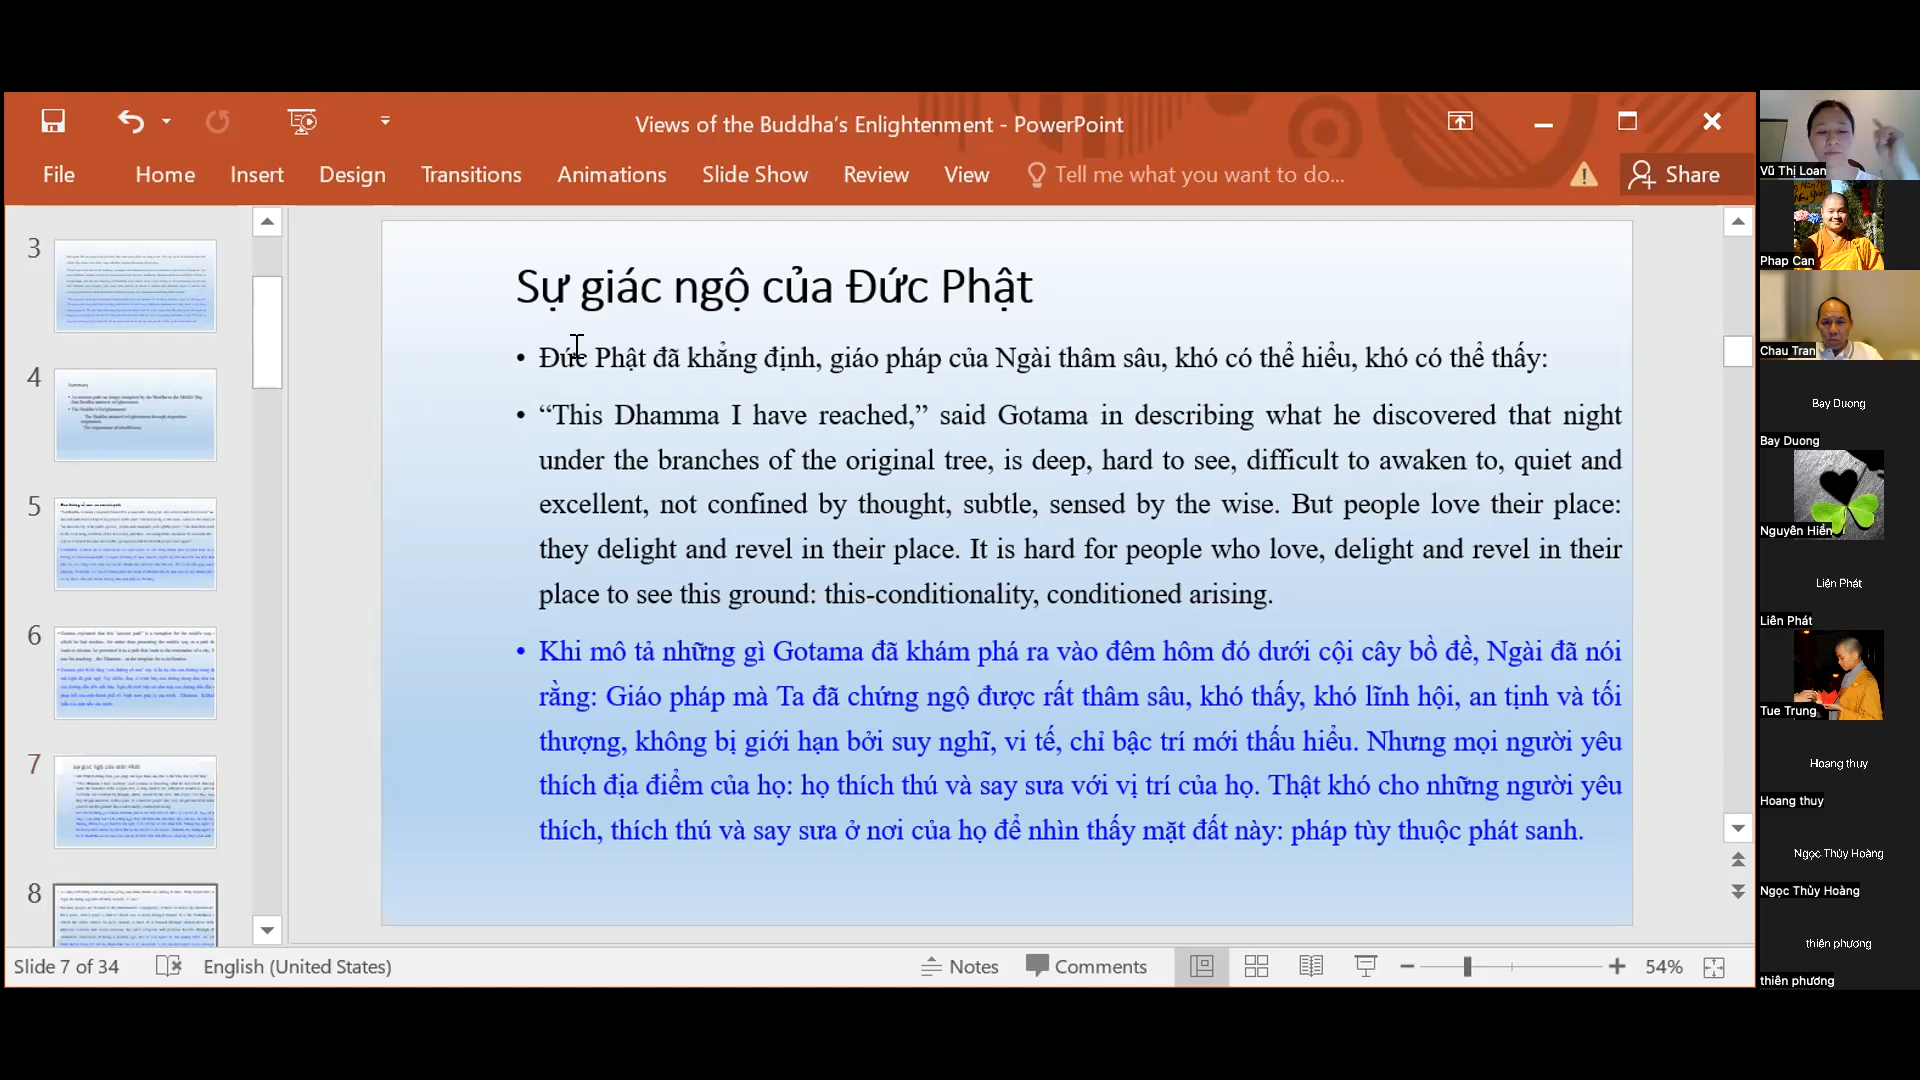 Views of the Buddha's Enlightenment - PowerPoint
File Home Insert Design Transitions Animations Slide Show Review View Tell me what you want to do... Share
3
4
Summary
5
6
7
8
Sự giác ngộ của Đức Phật
• Đức Phật đã khẳng định, giáo pháp của Ngài thâm sâu, khó có thể hiểu, khó có thể thấy:
• “This Dhamma I have reached,” said Gotama in describing what he discovered that night
under the branches of the original tree, is deep, hard to see, difficult to awaken to, quiet and
excellent, not confined by thought, subtle, sensed by the wise. But people love their place:
they delight and revel in their place. It is hard for people who love, delight and revel in their
place to see this ground: this-conditionality, conditioned arising.
• Khi mô tả những gì Gotama đã khám phá ra vào đêm hôm đó dưới cội cây bồ đề, Ngài đã nói
rằng: Giáo pháp mà Ta đã chứng ngộ được rất thâm sâu, khó thấy, khó lĩnh hội, an tịnh và tối
thượng, không bị giới hạn bởi suy nghĩ, vi tế, chỉ bậc trí mới thấu hiểu. Nhưng mọi người yêu
thích địa điểm của họ: họ thích thú và say sưa với vị trí của họ. Thật khó cho những người yêu
thích, thích thú và say sưa ở nơi của họ để nhìn thấy mặt đất này: pháp tùy thuộc phát sanh.
Slide 7 of 34 English (United States) Notes Comments 54%
Vũ Thị Loan
Phap Can
Chau Tran
Bay Duong
Bay Duong
Nguyên Hiền
Liên Phát
Liên Phát
Tue Trung
Hoang thuy
Hoang thuy
Ngọc Thủy Hoàng
Ngọc Thủy Hoàng
thiên phương
thiên phương